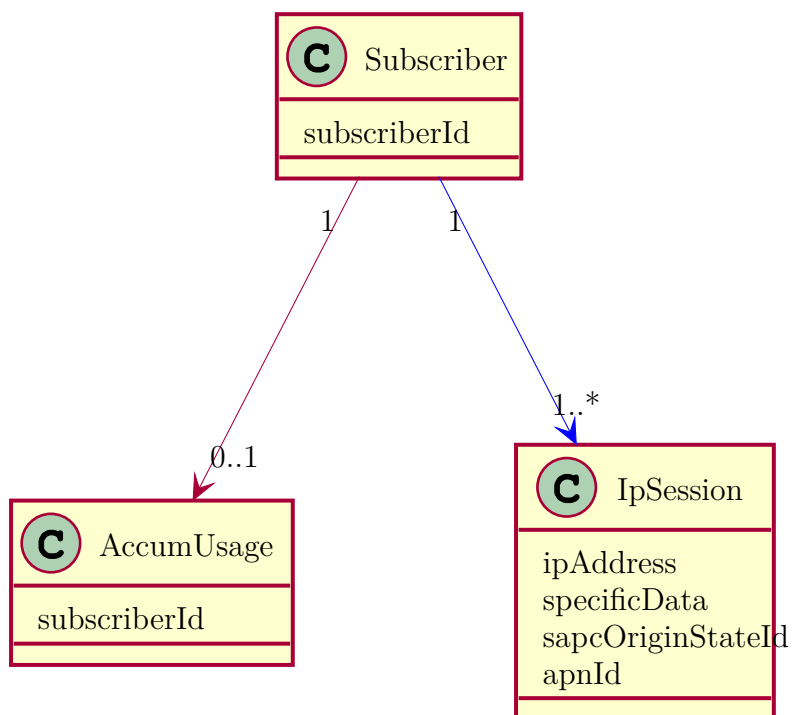 C Subscriber
subscriberId
1
1
1..*
0..1
C IpSession
C AccumUsage
ipAddress
specificData
subscriberId
sapcOriginStateId
apnId